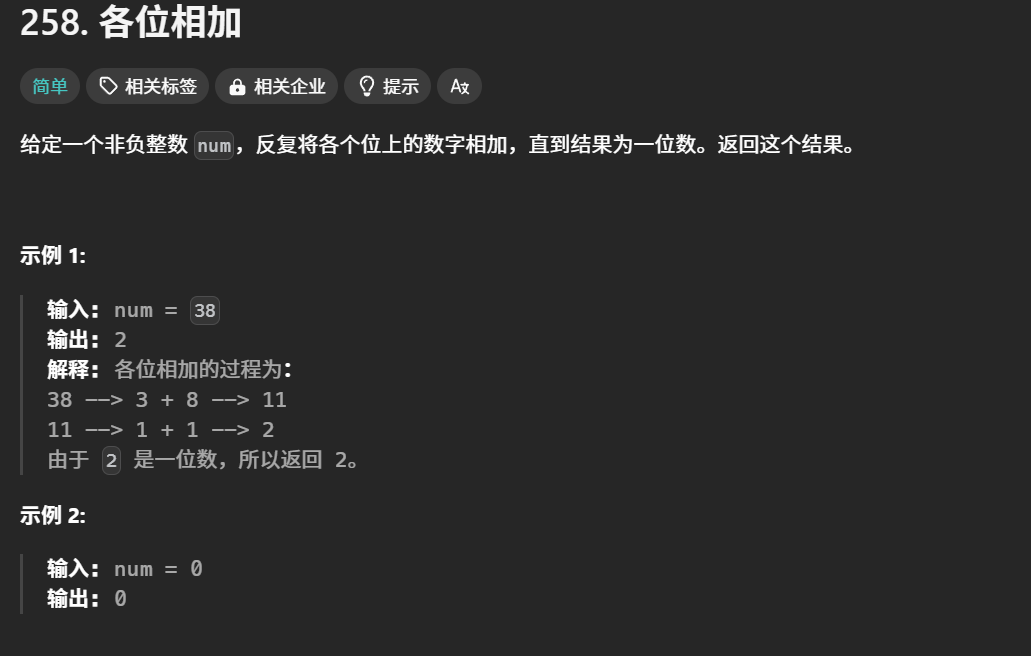 258. 各位相加
简单 相关标签 相关企业 提示
给定一个非负整数 num，反复将各个位上的数字相加，直到结果为一位数。返回这个结果。
示例 1:
输入: num = 38
输出: 2
解释: 各位相加的过程为:
38 --> 3 + 8 --> 11
11 --> 1 + 1 --> 2
由于 2 是一位数，所以返回 2。
示例 2:
输入: num = 0
输出: 0